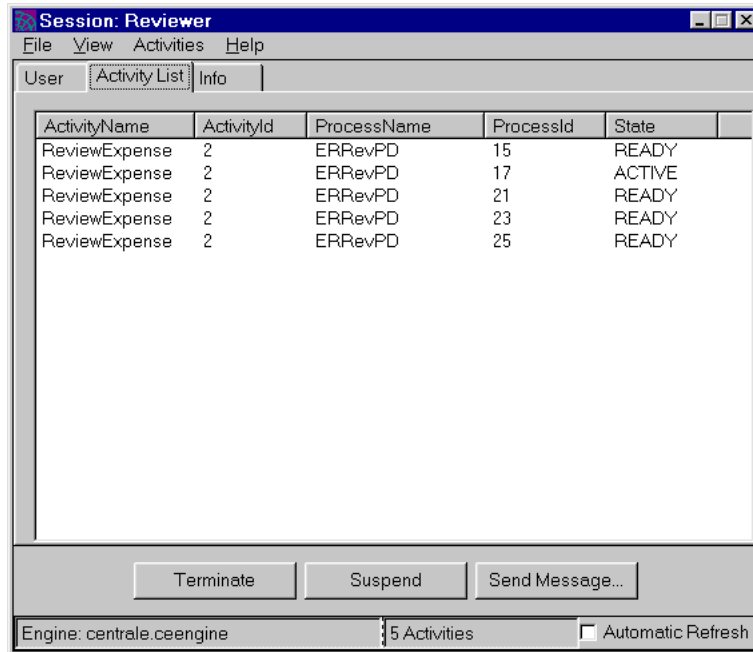 Session: Reviewer
File View Activities Help
User Activity List Info
ActivityName ActivityId ProcessName ProcessId State
ReviewExpense 2 ERRevPD 15 READY
ReviewExpense 2 ERRevPD 17 ACTIVE
ReviewExpense 2 ERRevPD 21 READY
ReviewExpense 2 ERRevPD 23 READY
ReviewExpense 2 ERRevPD 25 READY
Terminate Suspend Send Message...
Engine: centrale.ceengine 5 Activities Automatic Refresh